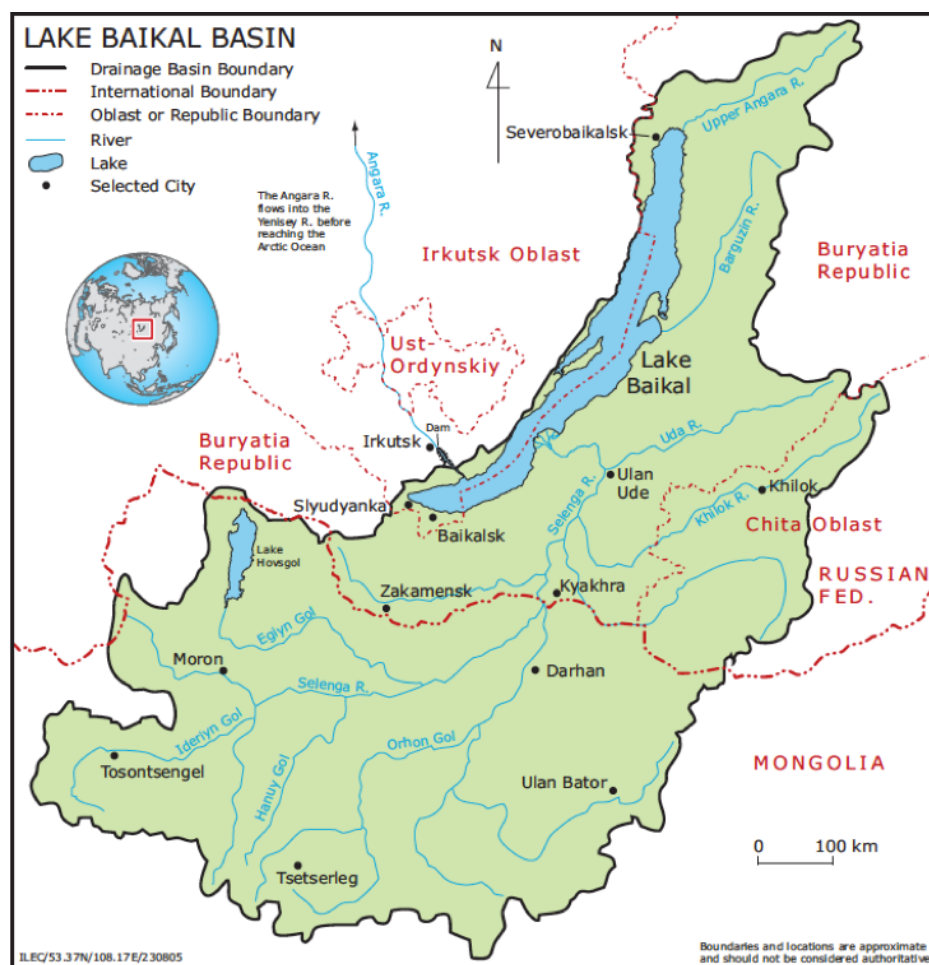 LAKE BAIKAL BASIN
Drainage Basin Boundary
International Boundary
Oblast or Republic Boundary
River
Lake
Selected City
N
The Angara R.
flows into the
Yenisey R. before
reaching the
Arctic Ocean
Angara R.
Severobaikalsk
Upper Angara R.
Barguzin R.
Irkutsk Oblast
Buryatia
Republic
Ust-
Ordynskiy
Lake
Baikal
Dam
Irkutsk
Buryatia
Republic
Uda R.
Ulan
Ude
Selenga R.
Khilok
Khilok R.
Slyudyanka
Baikalsk
Chita Oblast
Lake
Hovsgol
RUSSIAN
FED.
Zakamensk
Kyakhra
Egiyn Gol
Moron
Selenga R.
Darhan
Ideriyn Gol
Orhon Gol
Hanuy Gol
Tosontsengel
MONGOLIA
Ulan Bator
0 100 km
Tsetserleg
ILEC/53.37N/108.17E/230805
Boundaries and locations are approximate
and should not be considered authoritative